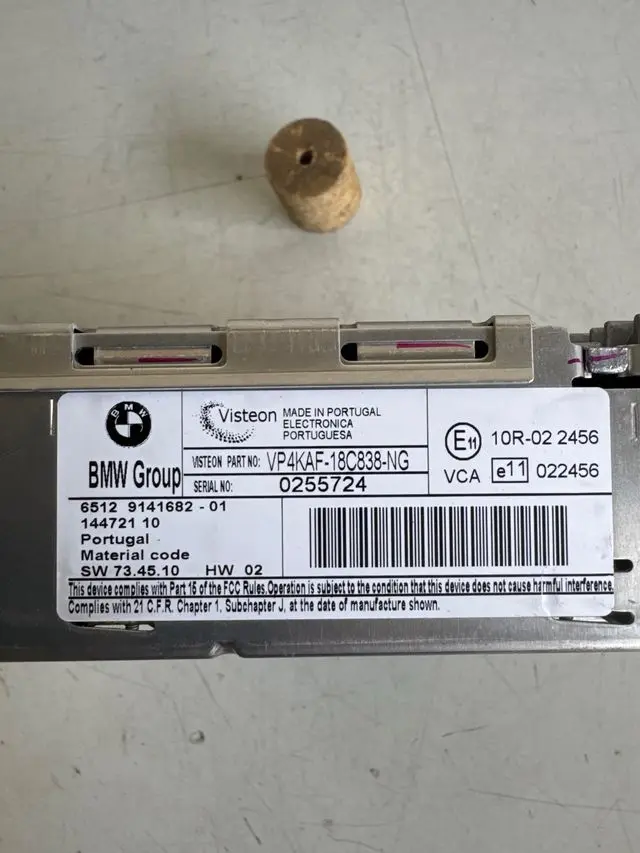 BMW
BMW Group
Visteon
MADE IN PORTUGAL
ELECTRONICA
PORTUGUESA
VISTEON PART NO: VP4KAF-18C838-NG
SERIAL NO: 0255724
E11 10R-02 2456
VCA e11 022456
6512 9141682 - 01
144721 10
Portugal
Material code
SW 73.45.10 HW 02
This device complies with Part 16 of the FCC Rules.Operation is subject to the condition that this device does not cause harmful interference.
Complies with 21 C.F.R. Chapter 1, Subchapter J, at the date of manufacture shown.